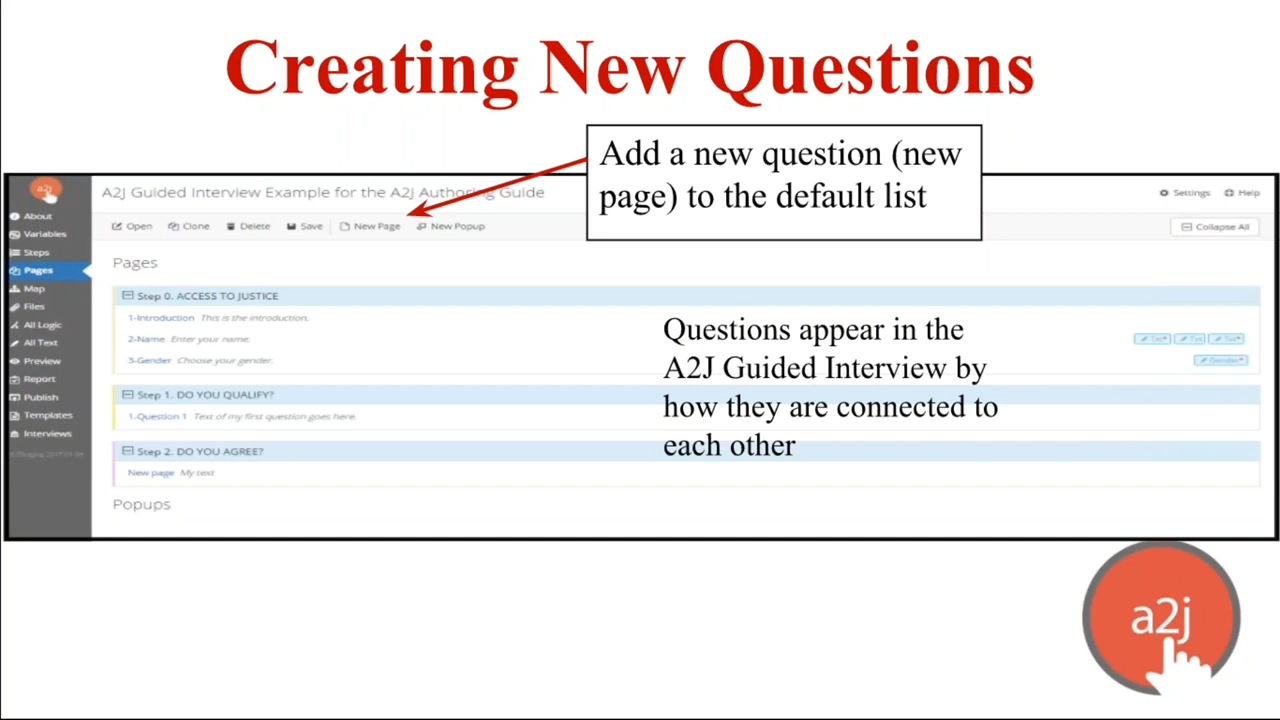 Creating New Questions
Add a new question (new
page) to the default list
a2j
A2J Guided Interview Example for the A2J Authoring Guide
Settings
Help
About
Variables
Steps
Pages
Map
Files
All Logic
All Text
Preview
Report
Publish
Templates
Interviews
Open
Clone
Delete
Save
New Page
New Popup
Collapse All
Pages
Step 0. ACCESS TO JUSTICE
1-Introduction This is the introduction.
2-Name Enter your name.
3-Gender Choose your gender.
Gender*
Step 1. DO YOU QUALIFY?
1-Question 1 Text of my first question goes here.
Step 2. DO YOU AGREE?
New page My text
Popups
Questions appear in the
A2J Guided Interview by
how they are connected to
each other
a2j